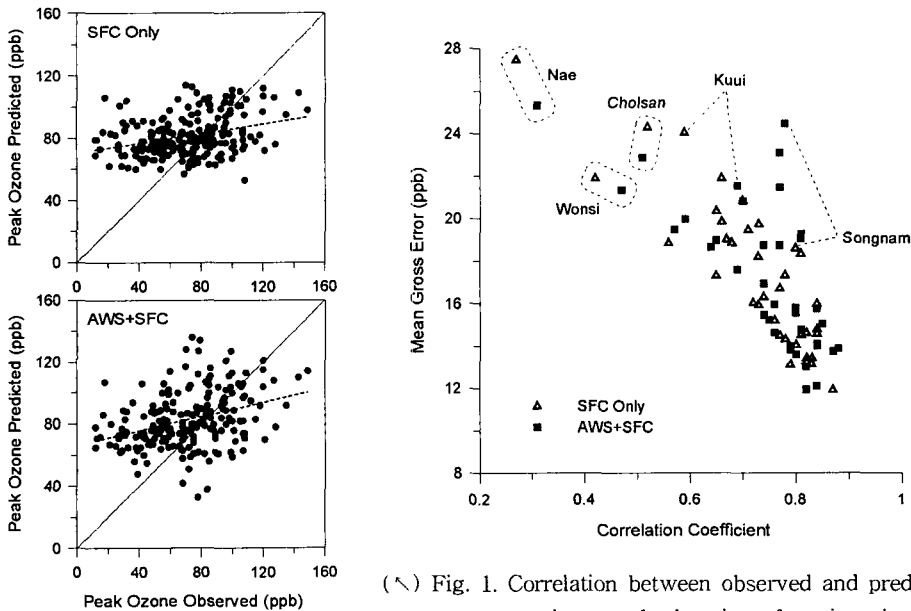 SFC Only
Peak Ozone Predicted (ppb)
160
120
80
40
0
0 40 80 120 160
AWS+SFC
Peak Ozone Predicted (ppb)
160
120
80
40
0
0 40 80 120 160
Peak Ozone Observed (ppb)
28
24
20
16
12
8
Mean Gross Error (ppb)
Nae
Cholsan
Kuui
Wonsi
Songnam
SFC Only
AWS+SFC
0.2 0.4 0.6 0.8 1
Correlation Coefficient
(↖) Fig. 1. Correlation between observed and pred